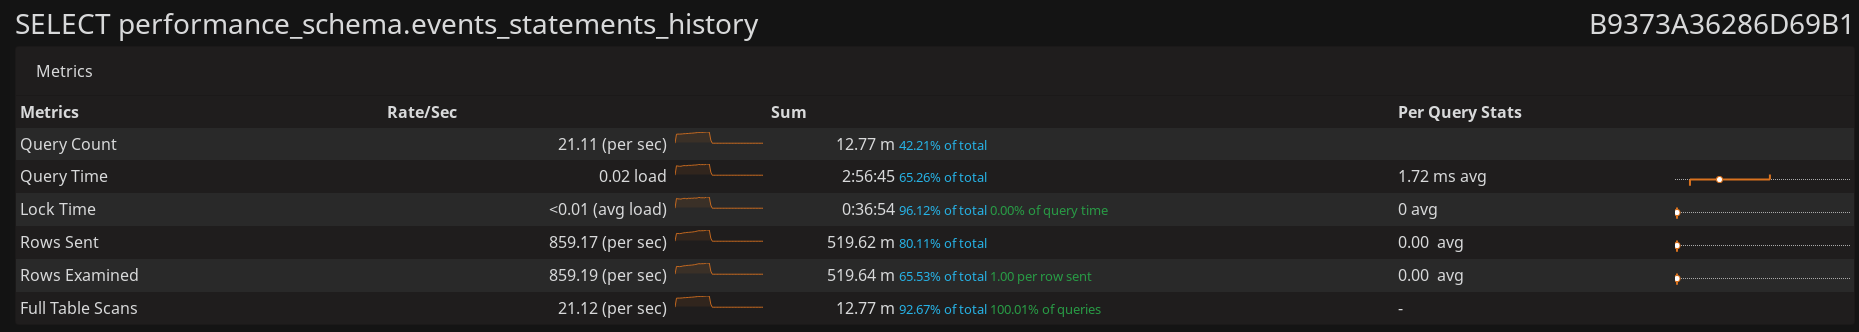 SELECT performance_schema.events_statements_history B9373A36286D69B1
Metrics
Metrics Rate/Sec Sum Per Query Stats
Query Count 21.11 (per sec) 12.77 m 42.21% of total
Query Time 0.02 load 2:56:45 65.26% of total 1.72 ms avg
Lock Time <0.01 (avg load) 0:36:54 96.12% of total 0.00% of query time 0 avg
Rows Sent 859.17 (per sec) 519.62 m 80.11% of total 0.00 avg
Rows Examined 859.19 (per sec) 519.64 m 65.53% of total 1.00 per row sent 0.00 avg
Full Table Scans 21.12 (per sec) 12.77 m 92.67% of total 100.01% of queries -